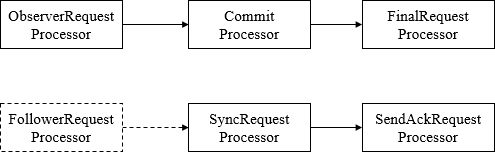 ObserverRequest
Processor
Commit
Processor
FinalRequest
Processor
FollowerRequest
Processor
SyncRequest
Processor
SendAckRequest
Processor